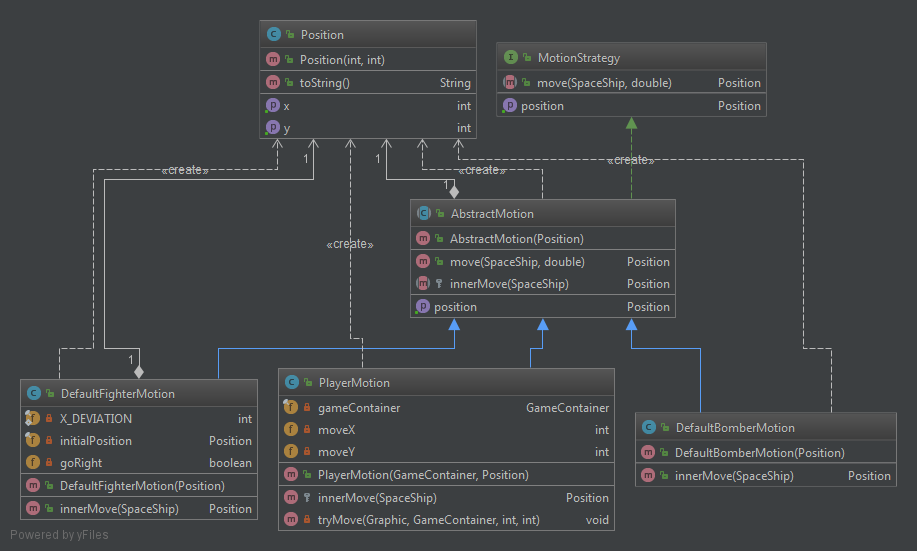 Position
Position(int, int)
toString() String
x int
y int
MotionStrategy
move(SpaceShip, double) Position
position Position
1
1
«create»
«create»
«create»
1
«create»
AbstractMotion
AbstractMotion(Position)
move(SpaceShip, double) Position
innerMove(SpaceShip) Position
position Position
1
DefaultFighterMotion
X_DEVIATION int
initialPosition Position
goRight boolean
DefaultFighterMotion(Position)
innerMove(SpaceShip) Position
PlayerMotion
gameContainer GameContainer
moveX int
moveY int
PlayerMotion(GameContainer, Position)
innerMove(SpaceShip) Position
tryMove(Graphic, GameContainer, int, int) void
DefaultBomberMotion
DefaultBomberMotion(Position)
innerMove(SpaceShip) Position
Powered by yFiles